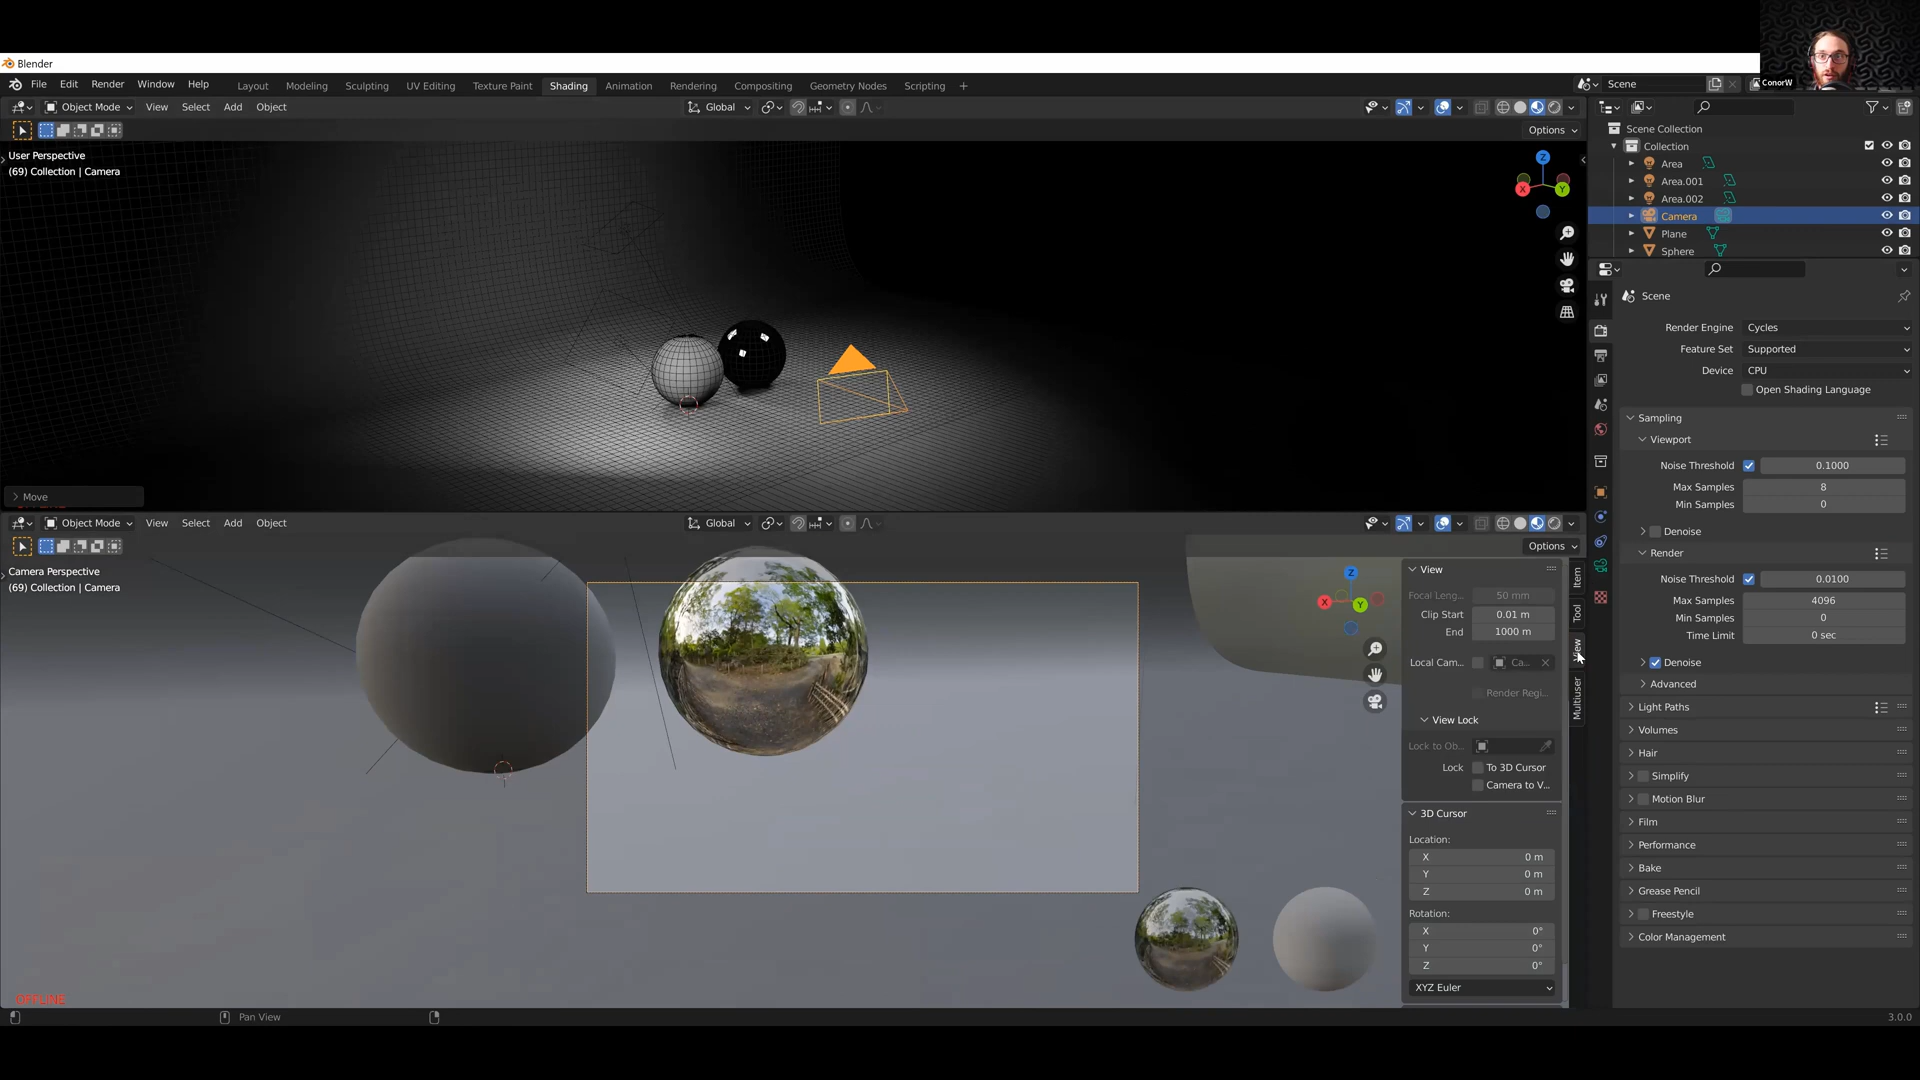 Blender
ConorW
File Edit Render Window Help Layout Modeling Sculpting UV Editing Texture Paint Shading Animation Rendering Compositing Geometry Nodes Scripting + Scene
Object Mode View Select Add Object Global
Options
User Perspective
(69) Collection | Camera
Z
X
Y
Move
Scene Collection
Collection
Area
Area.001
Area.002
Camera
Plane
Sphere
Scene
Render Engine Cycles
Feature Set Supported
Device CPU
Open Shading Language
Sampling
Viewport
Noise Threshold 0.1000
Max Samples 8
Min Samples 0
Denoise
Render
Noise Threshold 0.0100
Max Samples 4096
Min Samples 0
Time Limit 0 sec
Denoise
Advanced
Light Paths
Volumes
Hair
Simplify
Motion Blur
Film
Performance
Bake
Grease Pencil
Freestyle
Color Management
Object Mode View Select Add Object Global
Options
Camera Perspective
(69) Collection | Camera
Z
X
Y
View
Focal Leng... 50 mm
Clip Start 0.01 m
End 1000 m
Local Cam... Ca...
Render Regi...
View Lock
Lock to Ob...
Lock To 3D Cursor
Camera to V...
3D Cursor
Location:
X 0 m
Y 0 m
Z 0 m
Rotation:
X 0°
Y 0°
Z 0°
XYZ Euler
Item
Tool
View
Multiuser
OFFLINE
Pan View
3.0.0